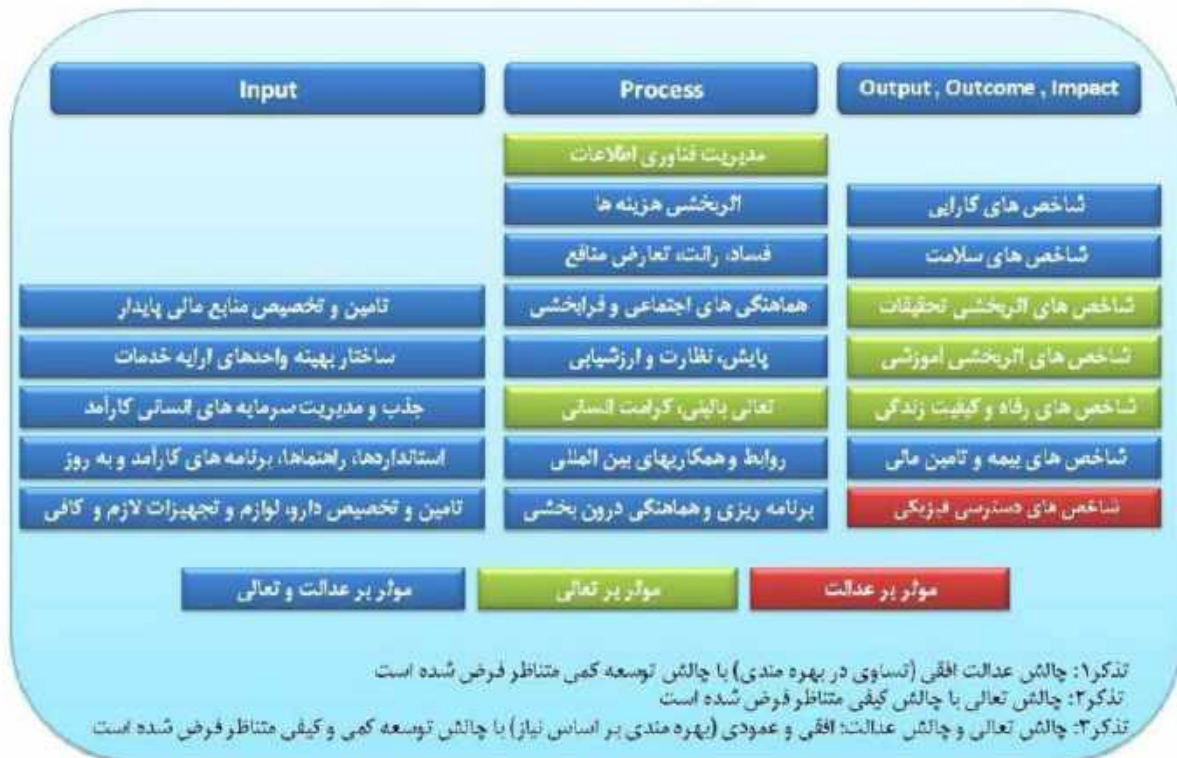 Input
Process
Output , Outcome , Impact
مدیریت فناوری اطلاعات
اثربخشی هزینه ها
شاخص های کارایی
فساد، رانت، تعارض منافع
شاخص های سلامت
تامین و تخصیص منابع مالی پایدار
هماهنگی های اجتماعی و فرابخشی
شاخص های اثربخشی تحقیقات
ساختار بهینه واحدهای ارایه خدمات
پایش، نظارت و ارزشیابی
شاخص های اثربخشی آموزشی
جذب و مدیریت سرمایه های انسانی کارآمد
تعالی بالینی، کرامت انسانی
شاخص های رفاه و کیفیت زندگی
استانداردها، راهنماها، برنامه های کارآمد و به روز
روابط و همکاریهای بین المللی
شاخص های بیمه و تامین مالی
تامین و تخصیص دارو، لوازم و تجهیزات لازم و کافی
برنامه ریزی و هماهنگی درون بخشی
شاخص های دسترسی فیزیکی
موثر بر عدالت و تعالی
موثر بر تعالی
موثر بر عدالت
تذکر۱: چالش عدالت افقی (تساوی در بهره مندی) با چالش توسعه کمی متناظر فرض شده است
تذکر۲: چالش تعالی با چالش کیفی متناظر فرض شده است
تذکر۳: چالش تعالی و چالش عدالت؛ افقی و عمودی (بهره مندی بر اساس نیاز) با چالش توسعه کمی و کیفی متناظر فرض شده است